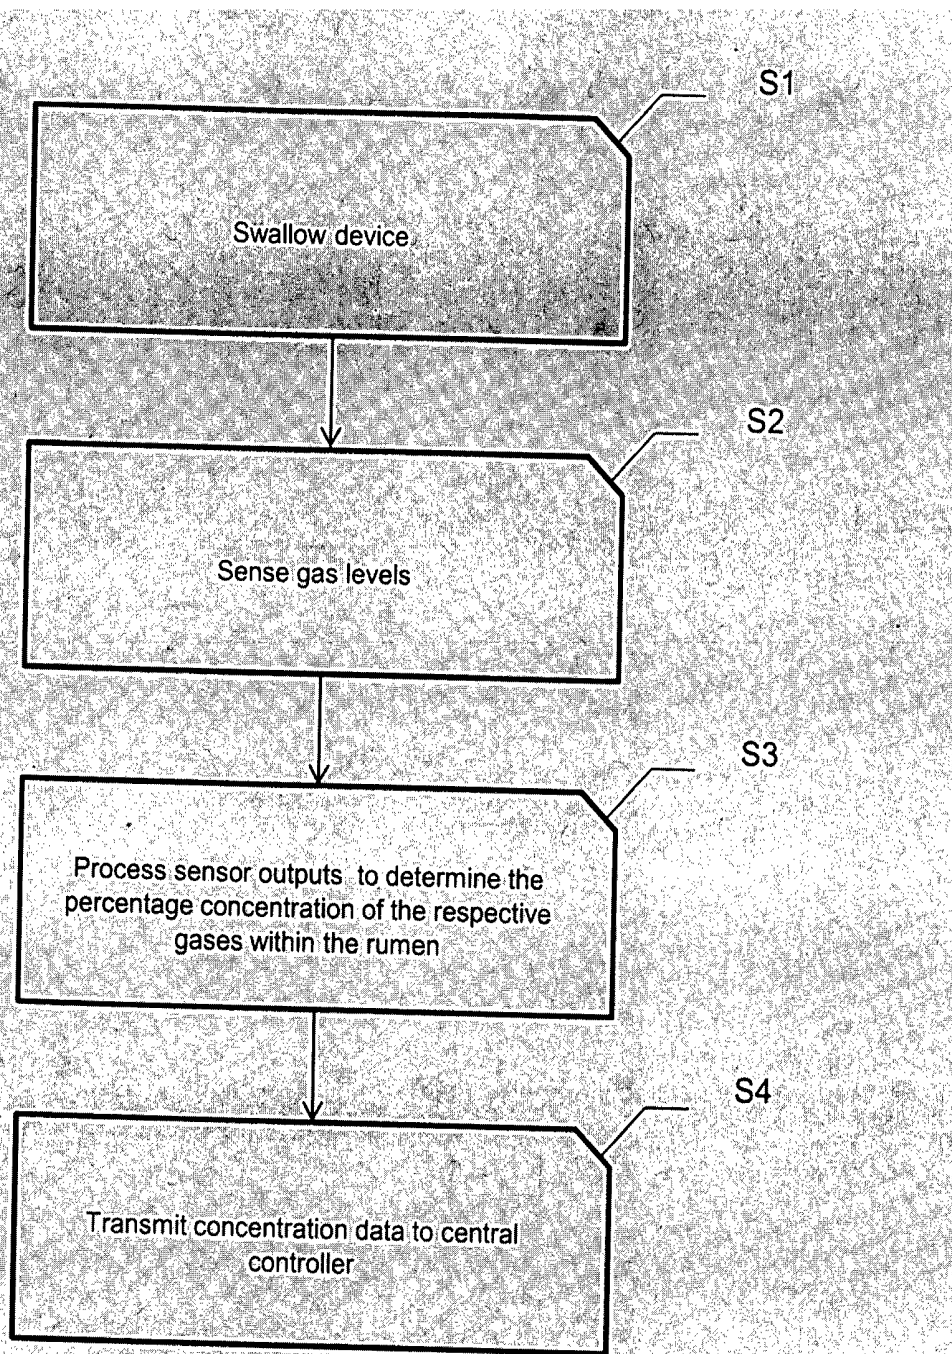 S1
Swallow device
S2
Sense gas levels
S3
Process sensor outputs to determine the
percentage concentration of the respective
gases within the rumen
S4
Transmit concentration data to central
controller